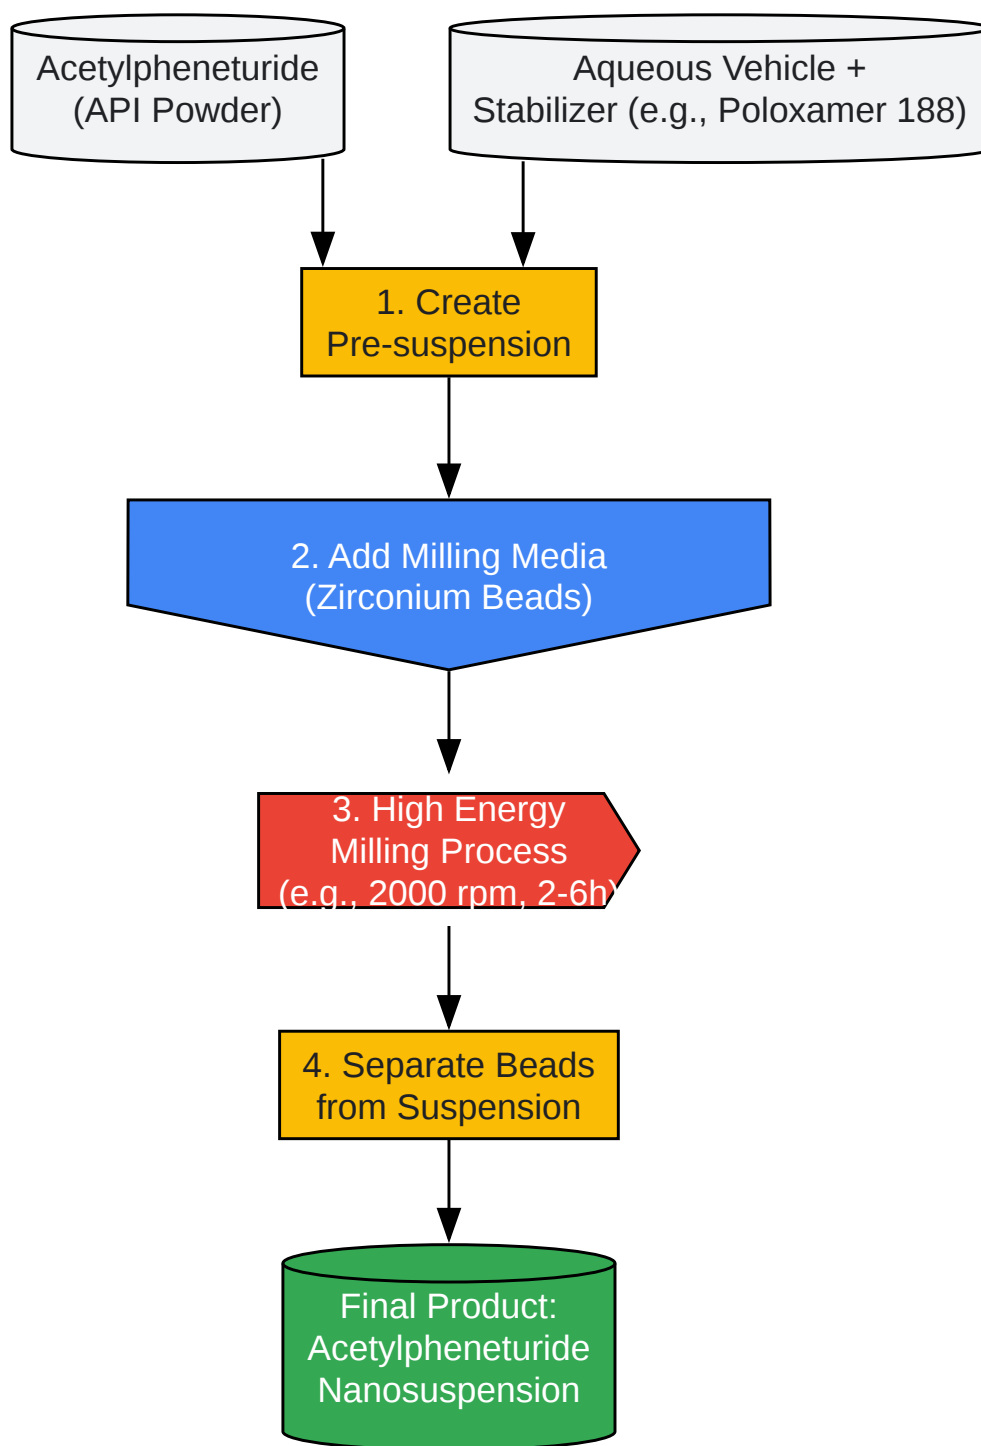 Acetylpheneturide
(API Powder)
Aqueous Vehicle +
Stabilizer (e.g., Poloxamer 188)
1. Create
Pre-suspension
2. Add Milling Media
(Zirconium Beads)
3. High Energy
Milling Process
(e.g., 2000 rpm, 2-6h)
4. Separate Beads
from Suspension
Final Product:
Acetylpheneturide
Nanosuspension